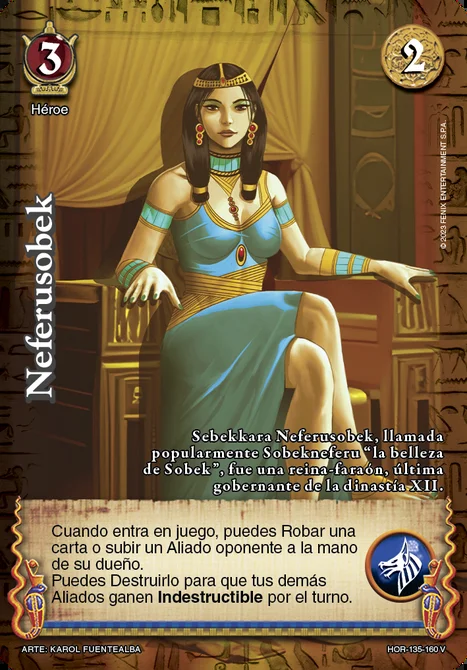 3
2
Héroe
© 2023 FENIX ENTERTAINMENT S.P.A.
Neferusobek
Sebekkara Neferusobek, llamada
popularmente Sobekneferu “la belleza
de Sobek”, fue una reina-faraón, última
gobernante de la dinastía XII.
Cuando entra en juego, puedes Robar una
carta o subir un Aliado oponente a la mano
de su dueño.
Puedes Destruirlo para que tus demás
Aliados ganen Indestructible por el turno.
ARTE: KAROL FUENTEALBA
HOR-135-160 V